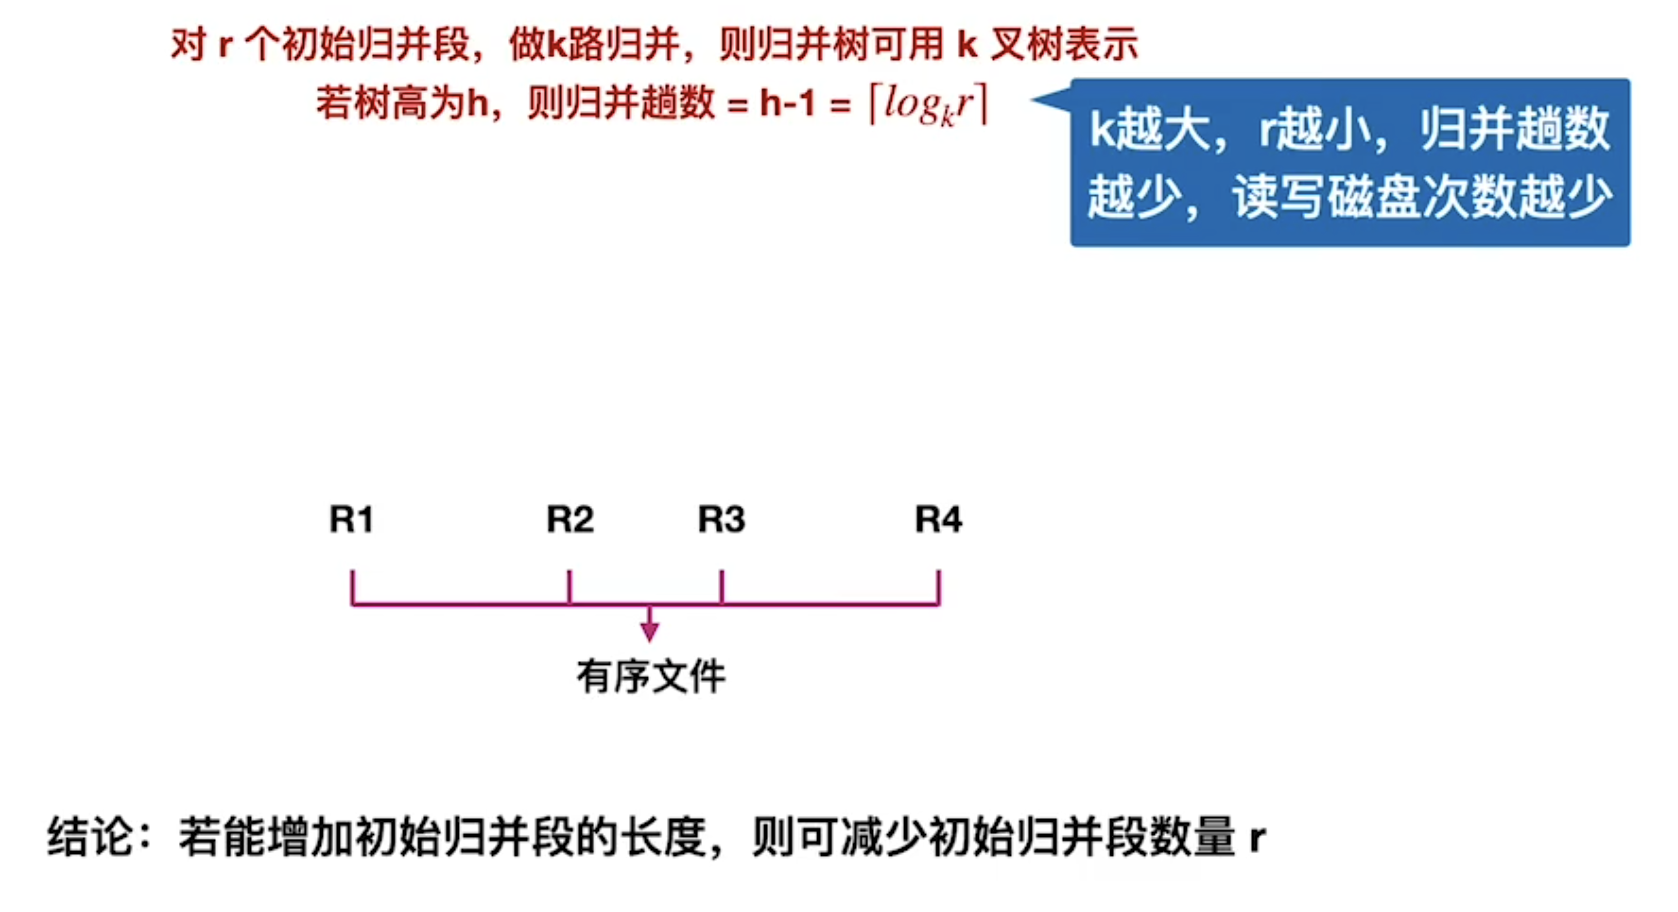 对 r 个初始归并段，做k路归并，则归并树可用 k 叉树表示
若树高为h，则归并趟数 = h-1 = ⌈logₖr⌉
k越大，r越小，归并趟数
越少，读写磁盘次数越少
R1 R2 R3 R4
有序文件
结论：若能增加初始归并段的长度，则可减少初始归并段数量 r